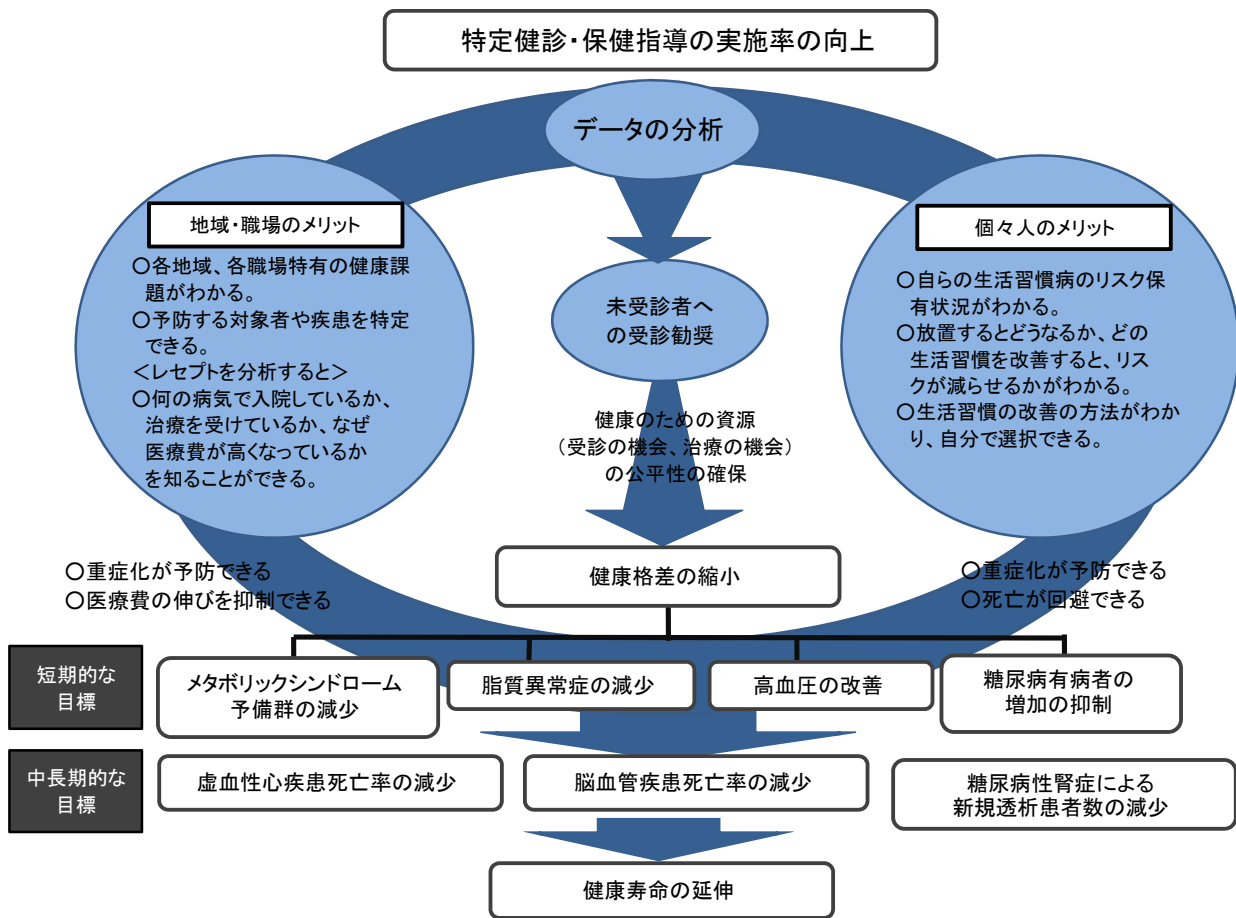 特定健診・保健指導の実施率の向上
データの分析
地域・職場のメリット
○各地域、各職場特有の健康課
題がわかる。
○予防する対象者や疾患を特定
できる。
<レセプトを分析すると>
○何の病気で入院しているか、
治療を受けているか、なぜ
医療費が高くなっているか
を知ることができる。
未受診者へ
の受診勧奨
個々人のメリット
○自らの生活習慣病のリスク保
有状況がわかる。
○放置するとどうなるか、どの
生活習慣を改善すると、リス
クが減らせるかがわかる。
○生活習慣の改善の方法がわか
り、自分で選択できる。
健康のための資源
(受診の機会、治療の機会)
の公平性の確保
○重症化が予防できる
○医療費の伸びを抑制できる
健康格差の縮小
○重症化が予防できる
○死亡が回避できる
短期的な
目標
メタボリックシンドローム
予備群の減少
脂質異常症の減少
高血圧の改善
糖尿病有病者の
増加の抑制
中長期的な
目標
虚血性心疾患死亡率の減少
脳血管疾患死亡率の減少
糖尿病性腎症による
新規透析患者数の減少
健康寿命の延伸